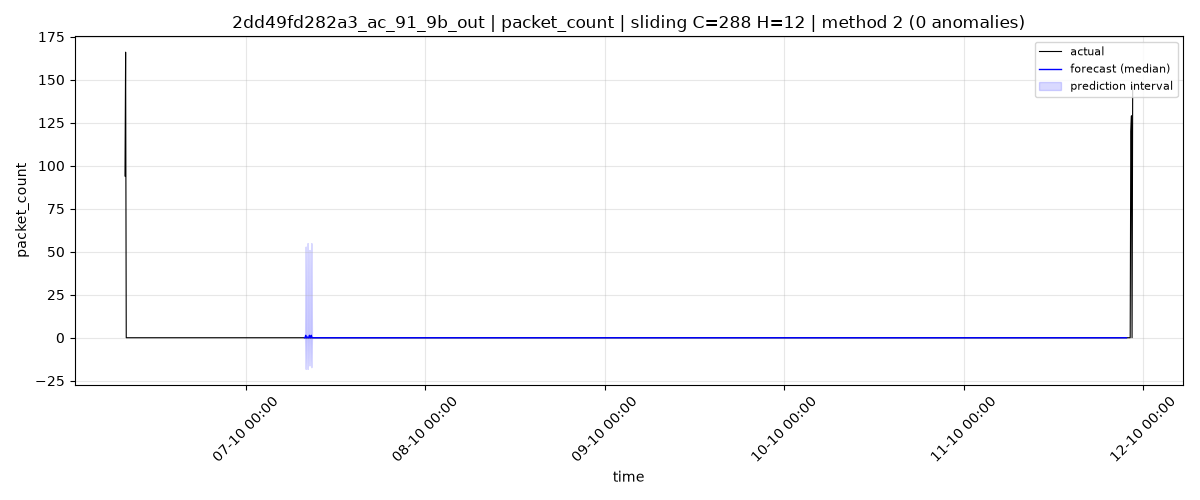 2dd49fd282a3_ac_91_9b_out | packet_count | sliding C=288 H=12 | method 2 (0 anomalies)
actual
forecast (median)
prediction interval
175
150
125
100
75
50
25
0
−25
packet_count
07-10 00:00
08-10 00:00
09-10 00:00
10-10 00:00
11-10 00:00
12-10 00:00
time